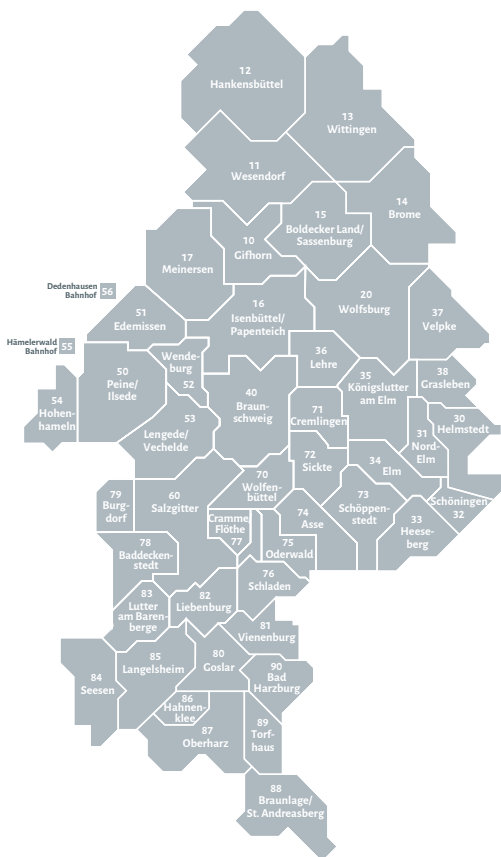 12
Hankensbüttel
13
Wittingen
11
Wesendorf
14
Brome
15
Boldecker Land/
Sassenburg
10
Gifhorn
17
Meinersen
Dedenhausen
Bahnhof
56
20
Wolfsburg
16
Isenbüttel/
Papenteich
51
Edemissen
37
Velpke
Hämelerwald
Bahnhof
55
36
Lehre
Wende-
burg
52
50
Peine/
Ilsede
38
Grasleben
35
Königslutter
am Elm
40
Braun-
schweig
54
Hohen-
hameln
71
Cremlingen
30
Helmstedt
53
Lengede/
Vechelde
31
Nord-
Elm
72
Sickte
34
Elm
70
Wolfen-
büttel
79
Burg-
dorf
60
Salzgitter
73
Schöppen-
stedt
Schöningen
32
74
Asse
Cramme
Flöthe
77
33
Heese-
berg
78
Baddecken-
stedt
75
Oderwald
76
Schladen
83
Lutter
am Baren-
berge
82
Liebenburg
81
Vienenburg
85
Langelsheim
80
Goslar
90
Bad
Harzburg
84
Seesen
86
Hahnen-
klee
87
Oberharz
89
Torf-
haus
88
Braunlage/
St. Andreasberg